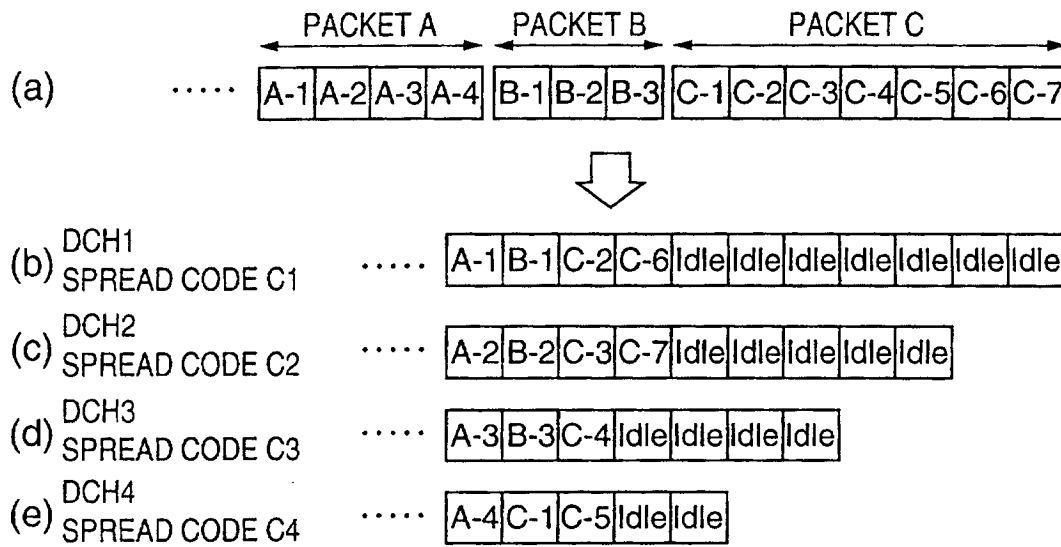 PACKET A PACKET B PACKET C
(a) ..... A-1 A-2 A-3 A-4 B-1 B-2 B-3 C-1 C-2 C-3 C-4 C-5 C-6 C-7
(b) DCH1
SPREAD CODE C1 ..... A-1 B-1 C-2 C-6 Idle Idle Idle Idle Idle Idle Idle
(c) DCH2
SPREAD CODE C2 ..... A-2 B-2 C-3 C-7 Idle Idle Idle Idle Idle
(d) DCH3
SPREAD CODE C3 ..... A-3 B-3 C-4 Idle Idle Idle Idle
(e) DCH4
SPREAD CODE C4 ..... A-4 C-1 C-5 Idle Idle